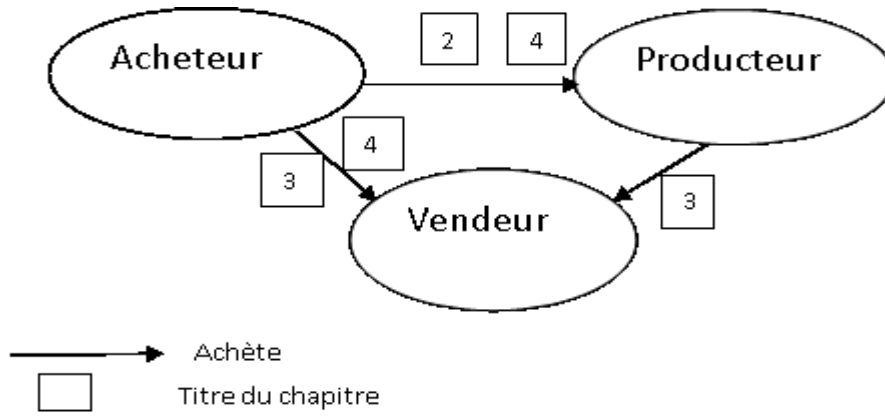 2 4
Acheteur
Producteur
4
3
3
Vendeur
Achète
Titre du chapitre